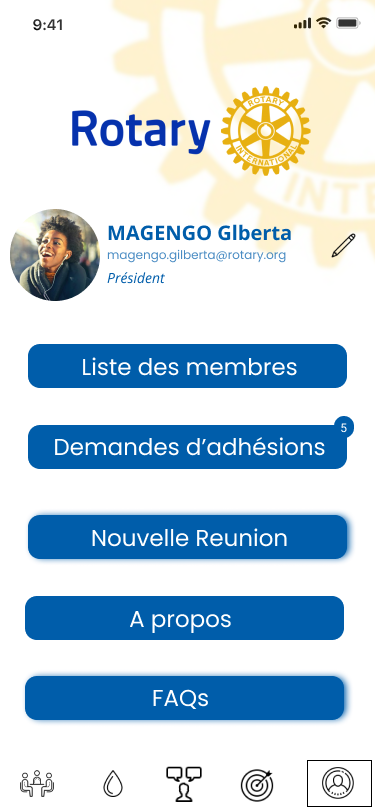 9:41
Rotary
ROTARY
INTERNATIONAL
INTE
MAGENGO Glberta
magengo.gilberta@rotary.org
Président
Liste des membres
5
Demandes d’adhésions
Nouvelle Reunion
A propos
FAQs